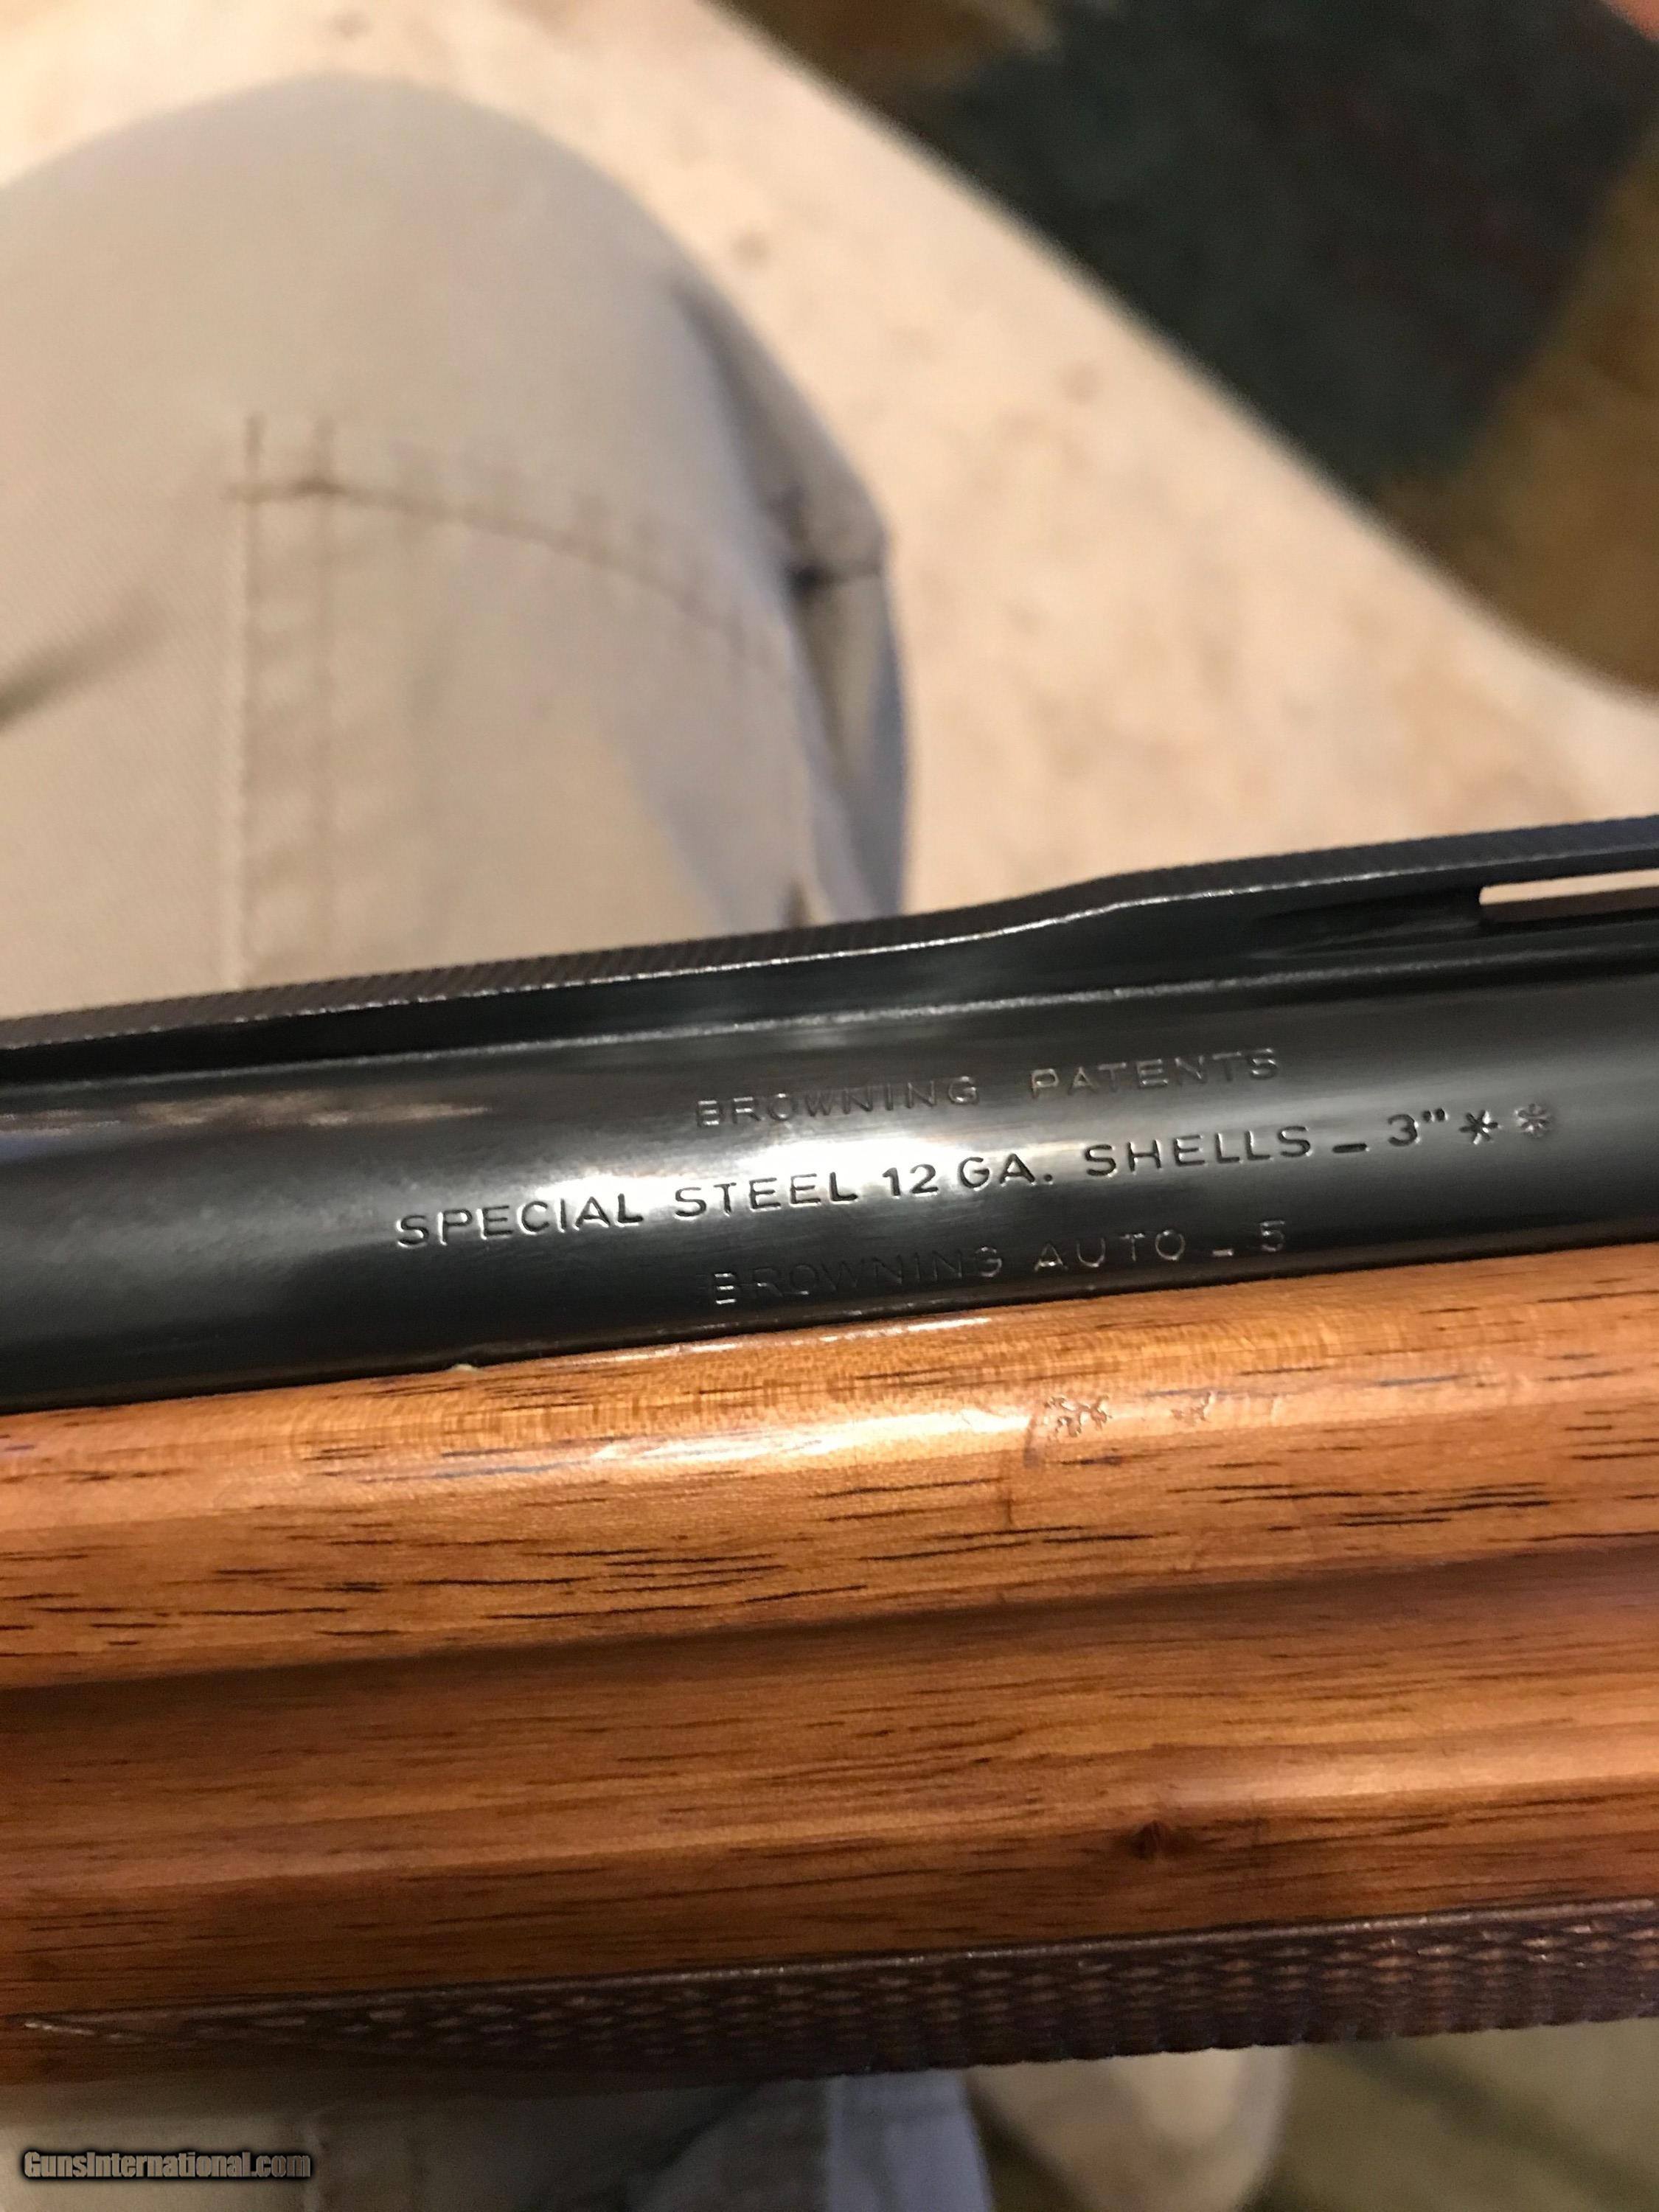 BROWNING PATENTS
SPECIAL STEEL 12 GA. SHELLS _ 3"**
BROWNING AUTO _ 5
GunsInternational.com